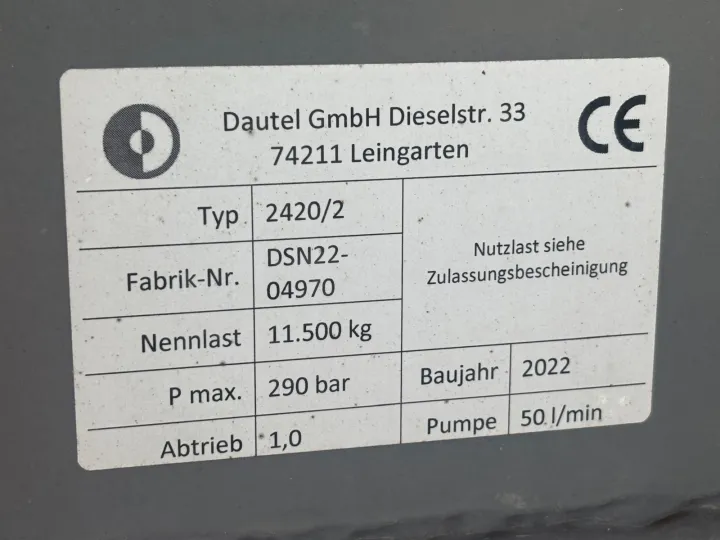 Dautel GmbH Dieselstr. 33
74211 Leingarten
CE
Typ 2420/2
Nutzlast siehe
Zulassungsbescheinigung
Fabrik-Nr. DSN22-
04970
Nennlast 11.500 kg
P max. 290 bar
Baujahr 2022
Abtrieb 1,0
Pumpe 50 l/min